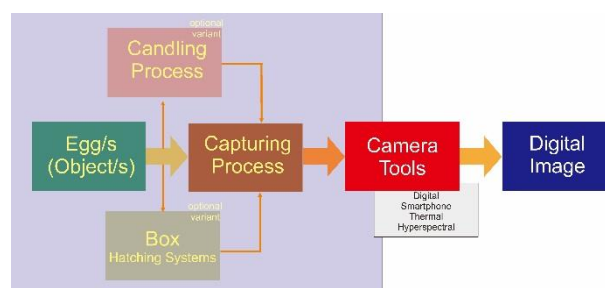 optional
variant
Candling
Process
Egg/s
(Object/s)
Capturing
Process
Camera
Tools
Digital
Image
Digital
Smartphone
Thermal
Hyperspectral
optional
variant
Box
Hatching Systems